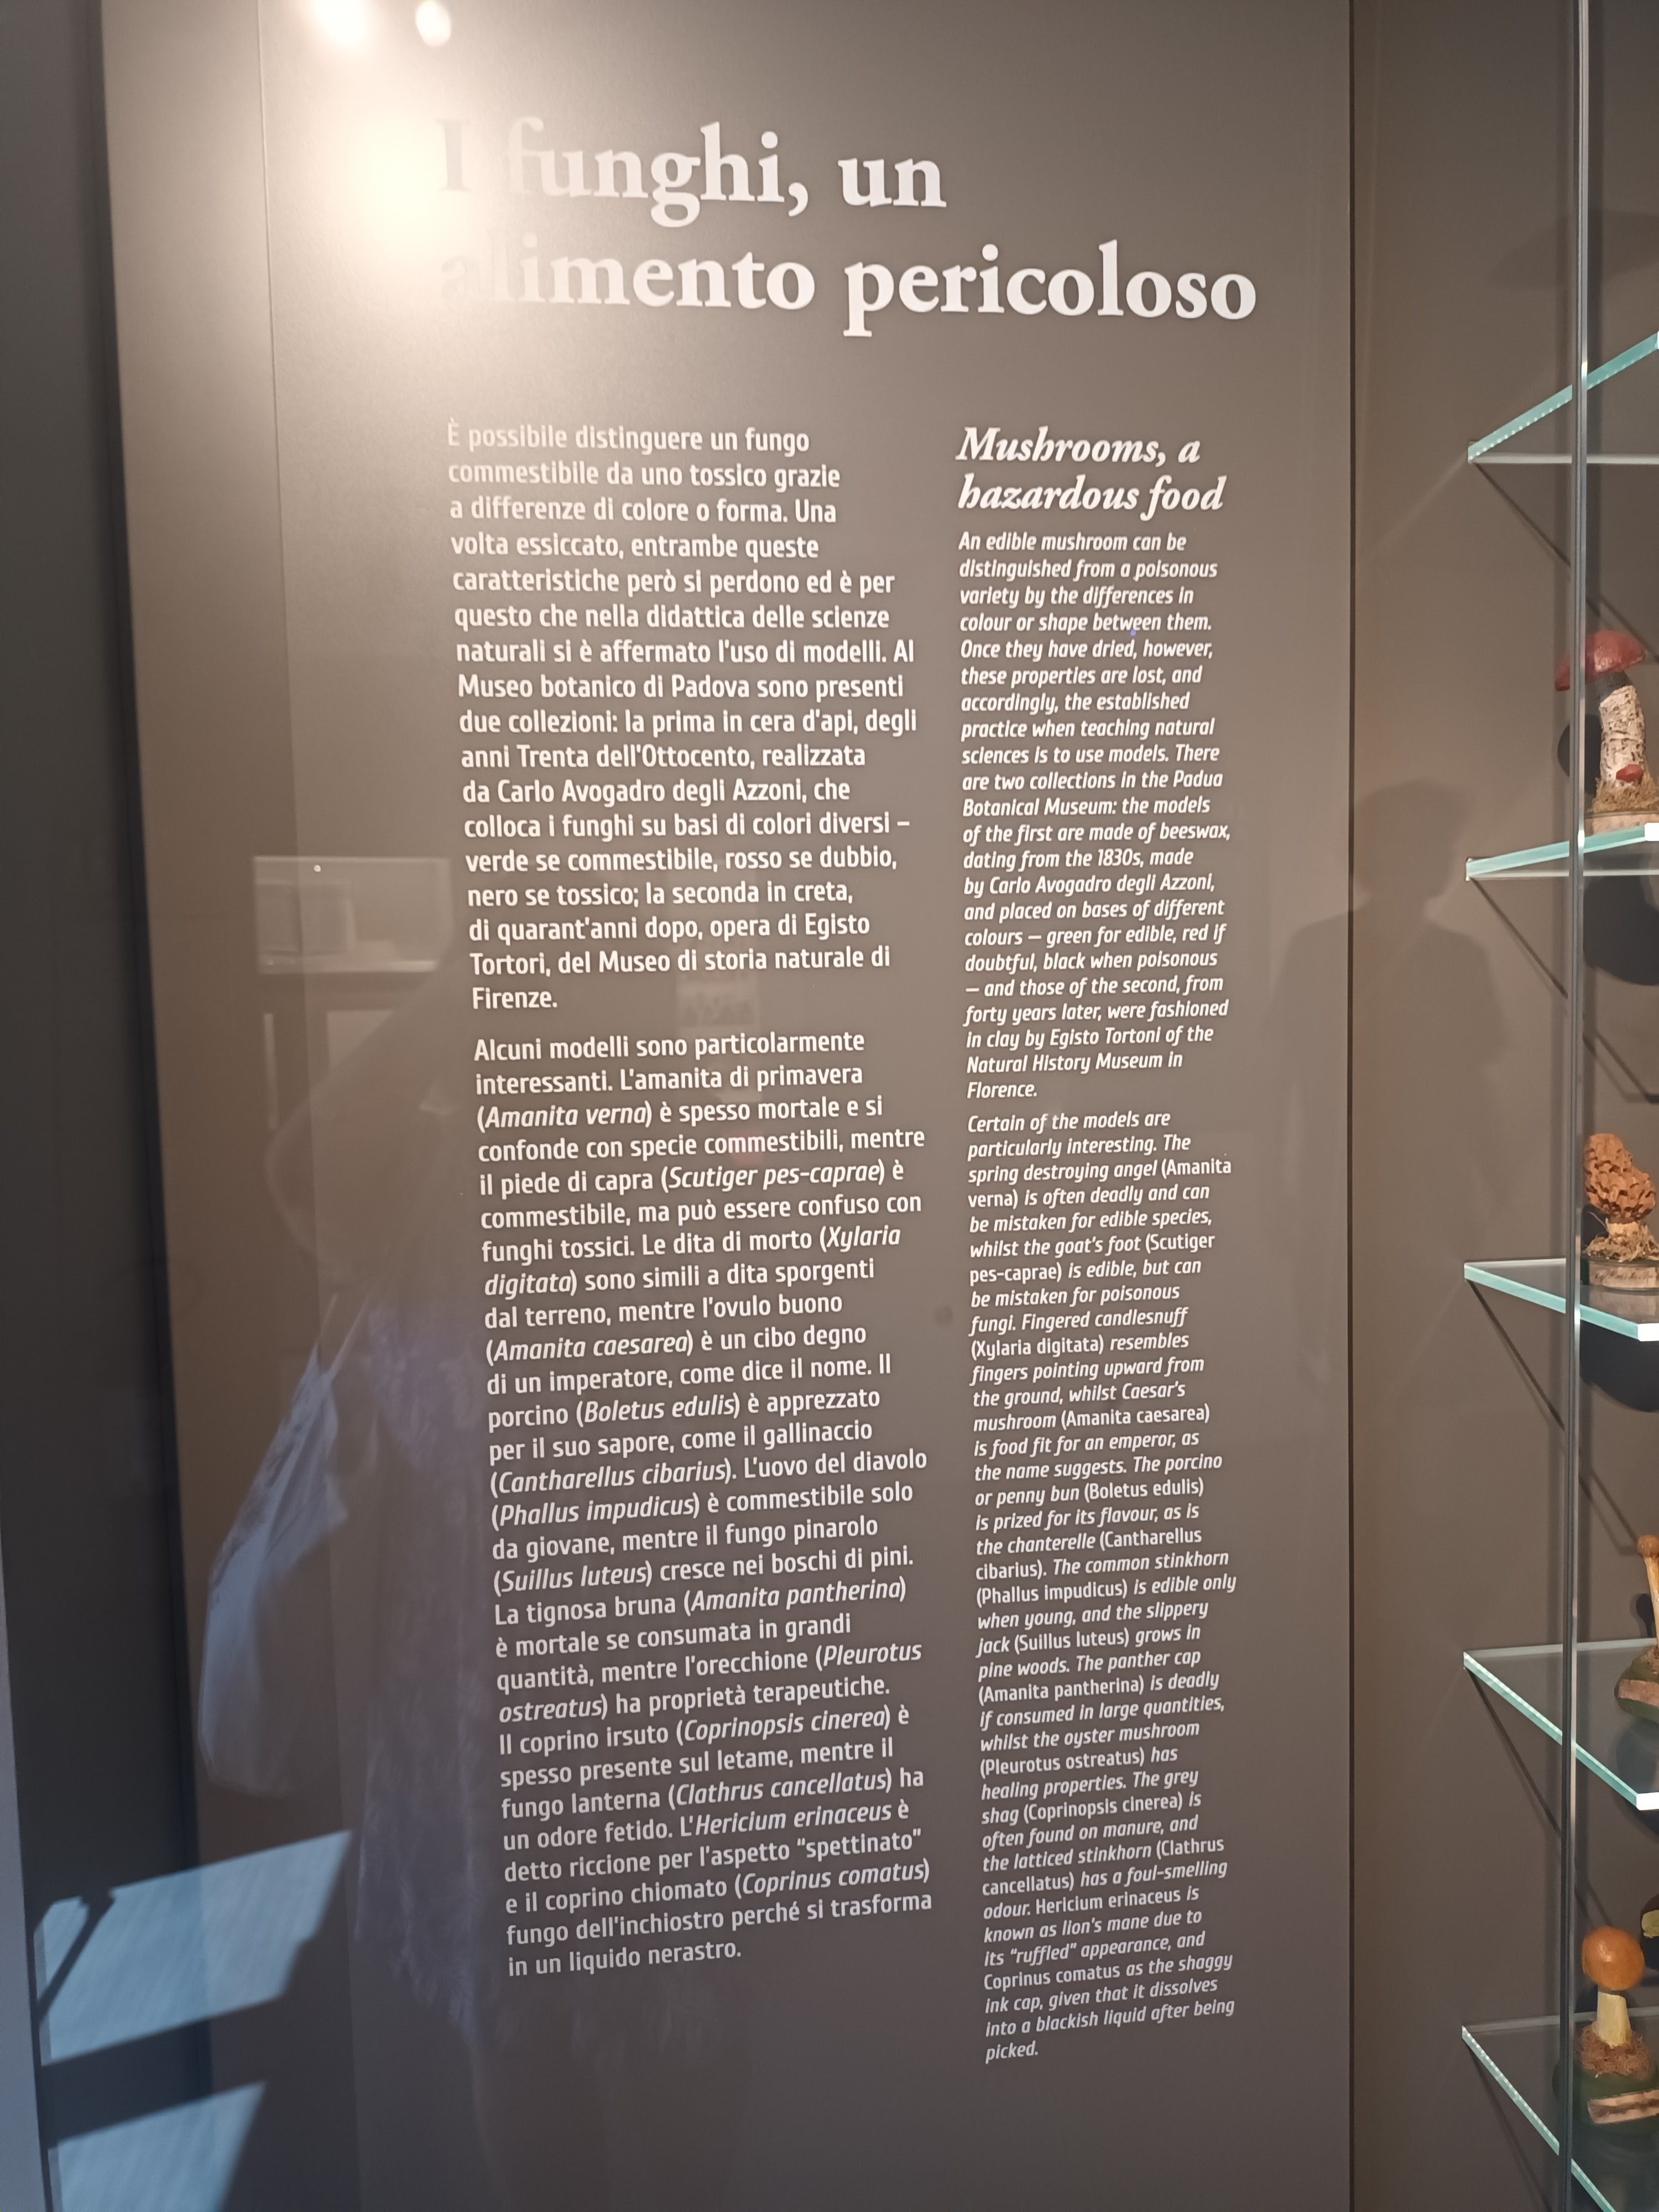 I funghi, un
alimento pericoloso
È possibile distinguere un fungo
commestibile da uno tossico grazie
a differenze di colore o forma. Una
volta essiccato, entrambe queste
caratteristiche però si perdono ed è per
questo che nella didattica delle scienze
naturali si è affermato l'uso di modelli. Al
Museo botanico di Padova sono presenti
due collezioni: la prima in cera d'api, degli
anni Trenta dell'Ottocento, realizzata
da Carlo Avogadro degli Azzoni, che
colloca i funghi su basi di colori diversi –
verde se commestibile, rosso se dubbio,
nero se tossico; la seconda in creta,
di quarant'anni dopo, opera di Egisto
Tortori, del Museo di storia naturale di
Firenze.
Alcuni modelli sono particolarmente
interessanti. L'amanita di primavera
(Amanita verna) è spesso mortale e si
confonde con specie commestibili, mentre
il piede di capra (Scutiger pes-caprae) è
commestibile, ma può essere confuso con
funghi tossici. Le dita di morto (Xylaria
digitata) sono simili a dita sporgenti
dal terreno, mentre l'ovulo buono
(Amanita caesarea) è un cibo degno
di un imperatore, come dice il nome. Il
porcino (Boletus edulis) è apprezzato
per il suo sapore, come il gallinaccio
(Cantharellus cibarius). L'uovo del diavolo
(Phallus impudicus) è commestibile solo
da giovane, mentre il fungo pinarolo
(Suillus luteus) cresce nei boschi di pini.
La tignosa bruna (Amanita pantherina)
è mortale se consumata in grandi
quantità, mentre l'orecchione (Pleurotus
ostreatus) ha proprietà terapeutiche.
Il coprino irsuto (Coprinopsis cinerea) è
spesso presente sul letame, mentre il
fungo lanterna (Clathrus cancellatus) ha
un odore fetido. L'Hericium erinaceus è
detto riccione per l'aspetto "spettinato"
e il coprino chiomato (Coprinus comatus)
fungo dell'inchiostro perché si trasforma
in un liquido nerastro.
Mushrooms, a
hazardous food
An edible mushroom can be
distinguished from a poisonous
variety by the differences in
colour or shape between them.
Once they have dried, however,
these properties are lost, and
accordingly, the established
practice when teaching natural
sciences is to use models. There
are two collections in the Padua
Botanical Museum: the models
of the first are made of beeswax,
dating from the 1830s, made
by Carlo Avogadro degli Azzoni,
and placed on bases of different
colours – green for edible, red if
doubtful, black when poisonous
– and those of the second, from
forty years later, were fashioned
in clay by Egisto Tortoni of the
Natural History Museum in
Florence.
Certain of the models are
particularly interesting. The
spring destroying angel (Amanita
verna) is often deadly and can
be mistaken for edible species,
whilst the goat's foot (Scutiger
pes-caprae) is edible, but can
be mistaken for poisonous
fungi. Fingered candlesnuff
(Xylaria digitata) resembles
fingers pointing upward from
the ground, whilst Caesar's
mushroom (Amanita caesarea)
is food fit for an emperor, as
the name suggests. The porcino
or penny bun (Boletus edulis)
is prized for its flavour, as is
the chanterelle (Cantharellus
cibarius). The common stinkhorn
(Phallus impudicus) is edible only
when young, and the slippery
jack (Suillus luteus) grows in
pine woods. The panther cap
(Amanita pantherina) is deadly
if consumed in large quantities,
whilst the oyster mushroom
(Pleurotus ostreatus) has
healing properties. The grey
shag (Coprinopsis cinerea) is
often found on manure, and
the latticed stinkhorn (Clathrus
cancellatus) has a foul-smelling
odour. Hericium erinaceus is
known as lion's mane due to
its "ruffled" appearance, and
Coprinus comatus as the shaggy
ink cap, given that it dissolves
into a blackish liquid after being
picked.